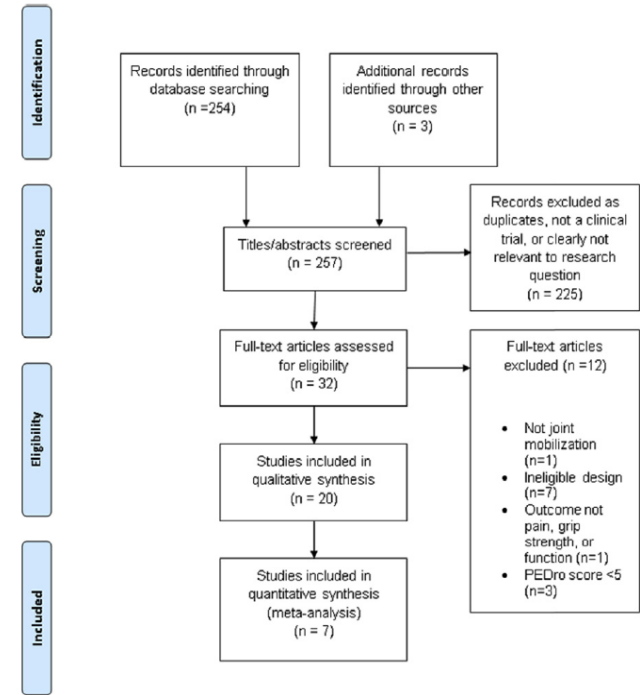 Identification
Records identified through
database searching
(n =254)
Additional records
identified through other
sources
(n = 3)
Screening
Titles/abstracts screened
(n = 257)
Records excluded as
duplicates, not a clinical
trial, or clearly not
relevant to research
question
(n = 225)
Eligibility
Full-text articles assessed
for eligibility
(n = 32)
Full-text articles
excluded (n =12)
• Not joint
mobilization
(n=1)
• Ineligible design
(n=7)
• Outcome not
pain, grip
strength, or
function (n=1)
• PEDro score <5
(n=3)
Studies included in
qualitative synthesis
(n = 20)
Included
Studies included in
quantitative synthesis
(meta-analysis)
(n = 7)